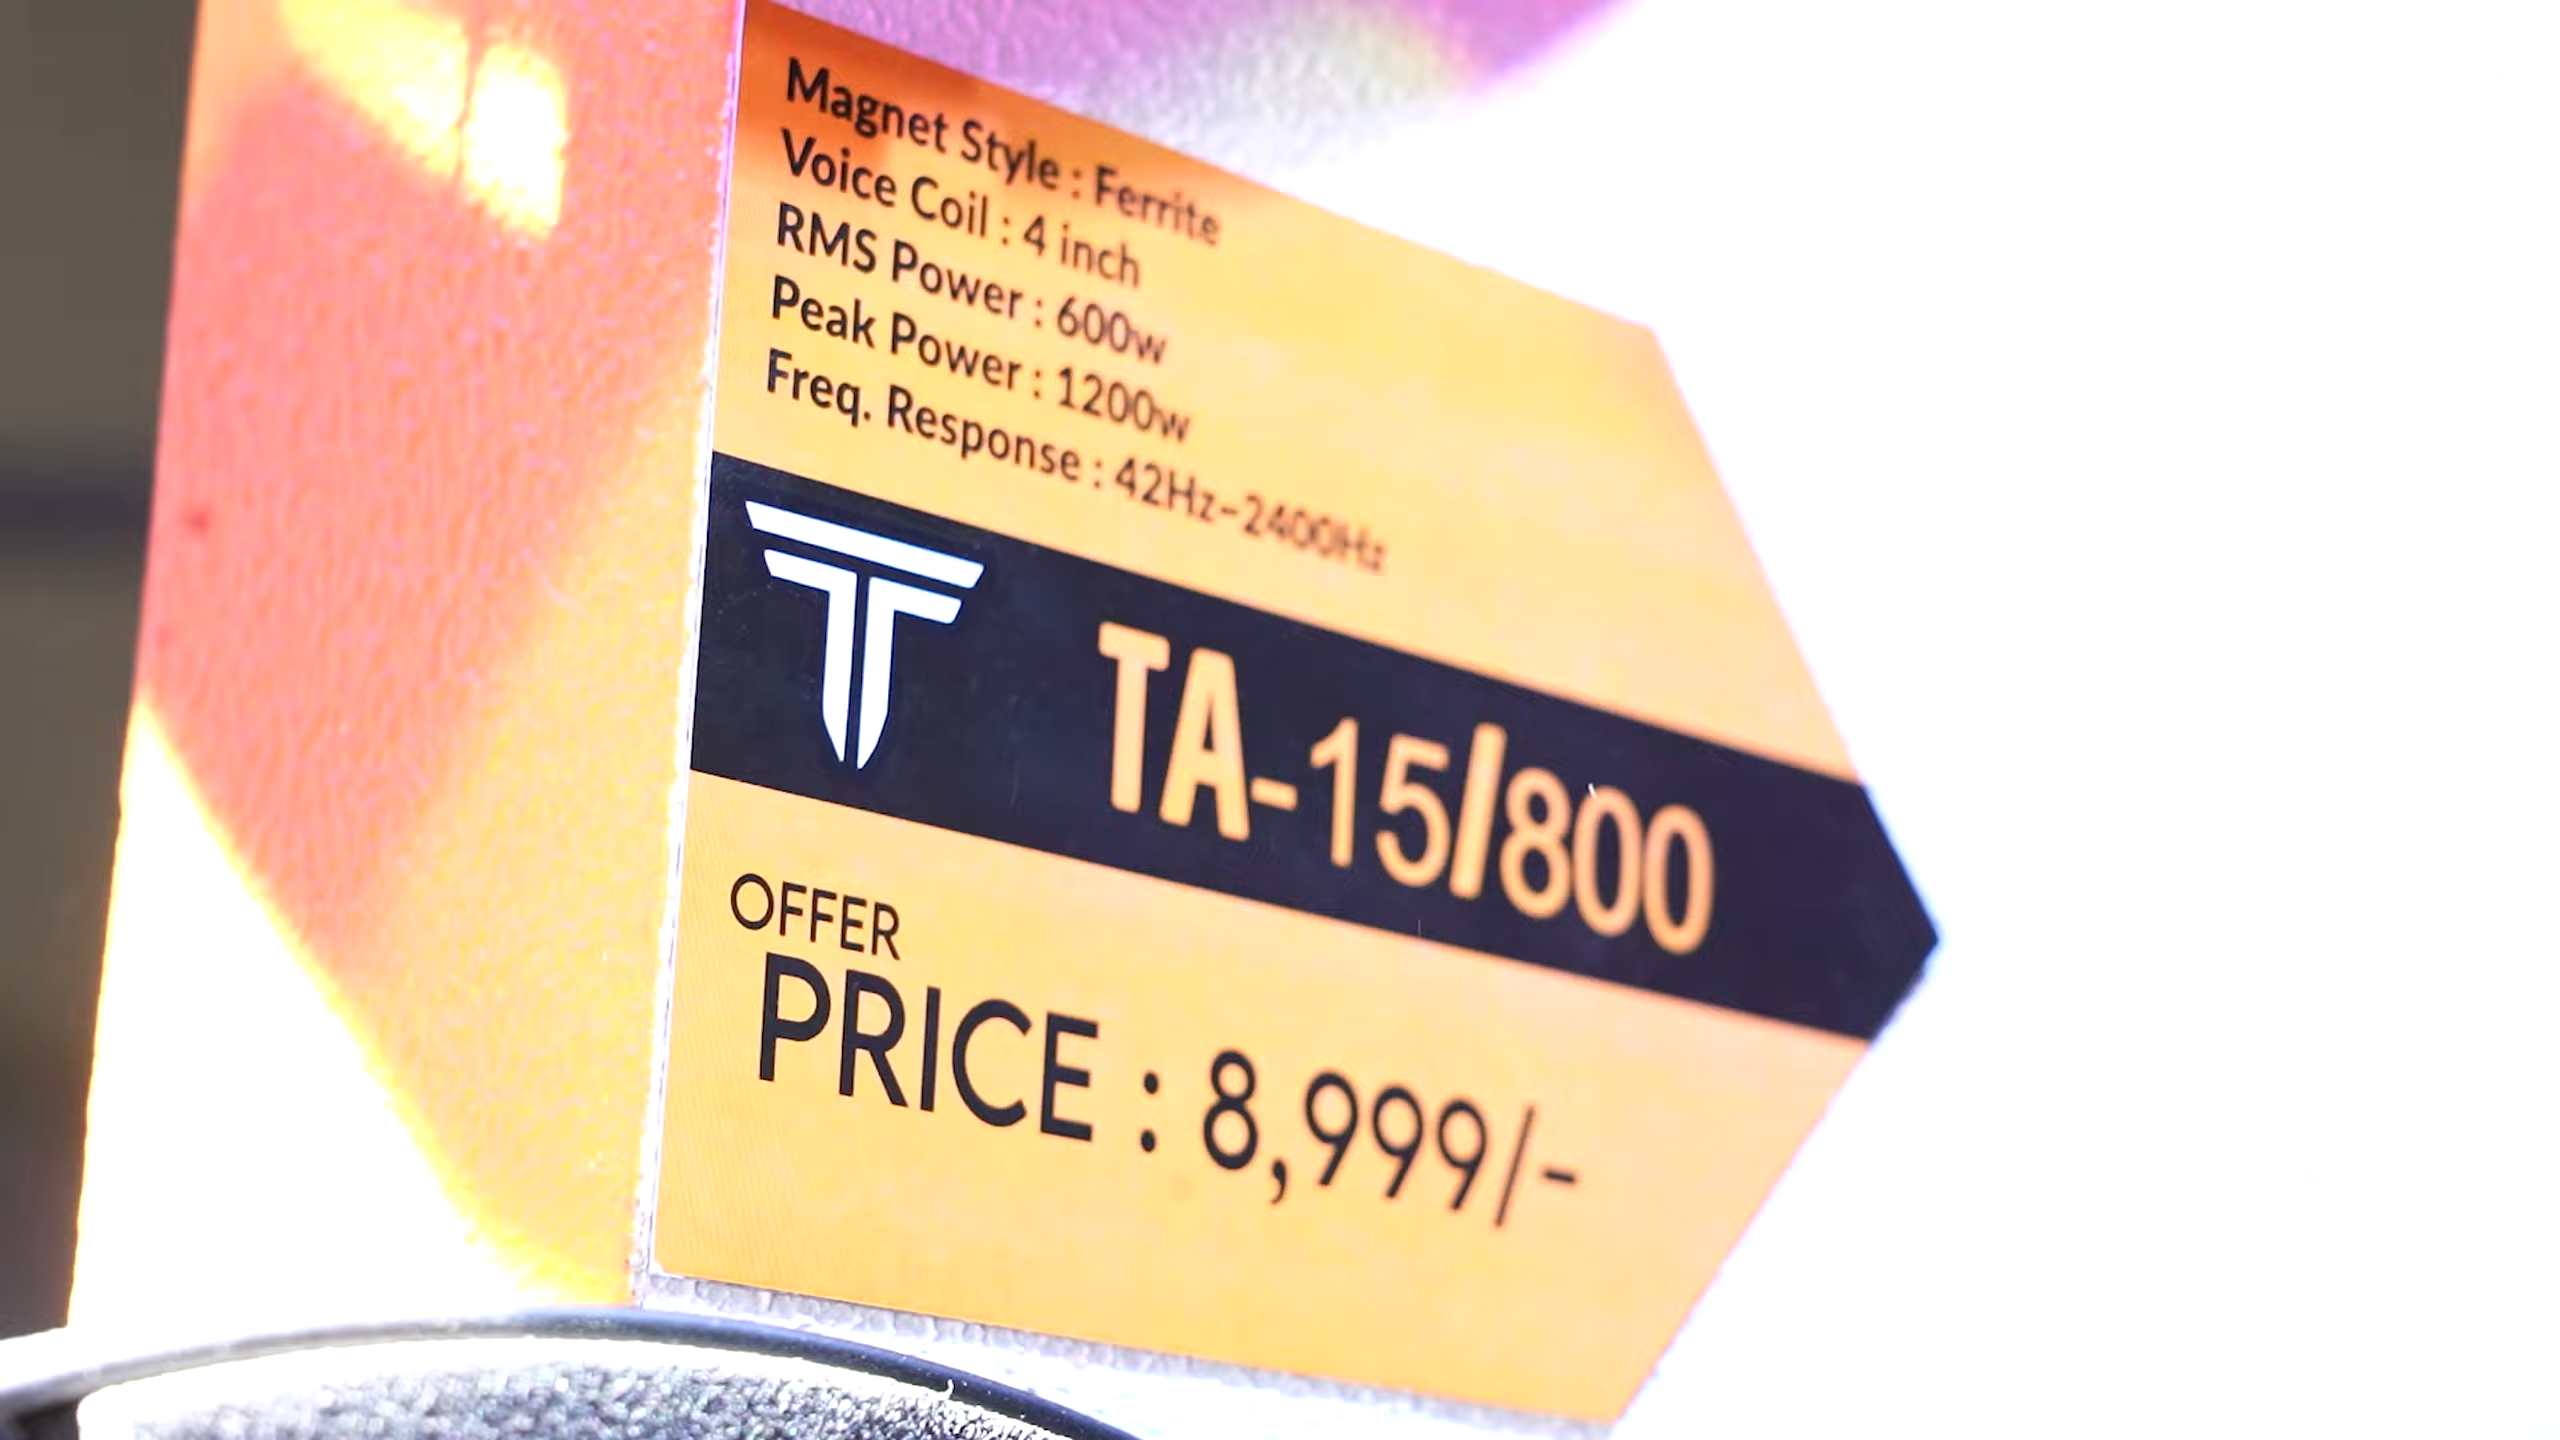 Magnet Style : Ferrite
Voice Coil : 4 inch
RMS Power : 600w
Peak Power : 1200w
Freq. Response : 42Hz-2400Hz
TA-15/800
OFFER
PRICE : 8,999/-